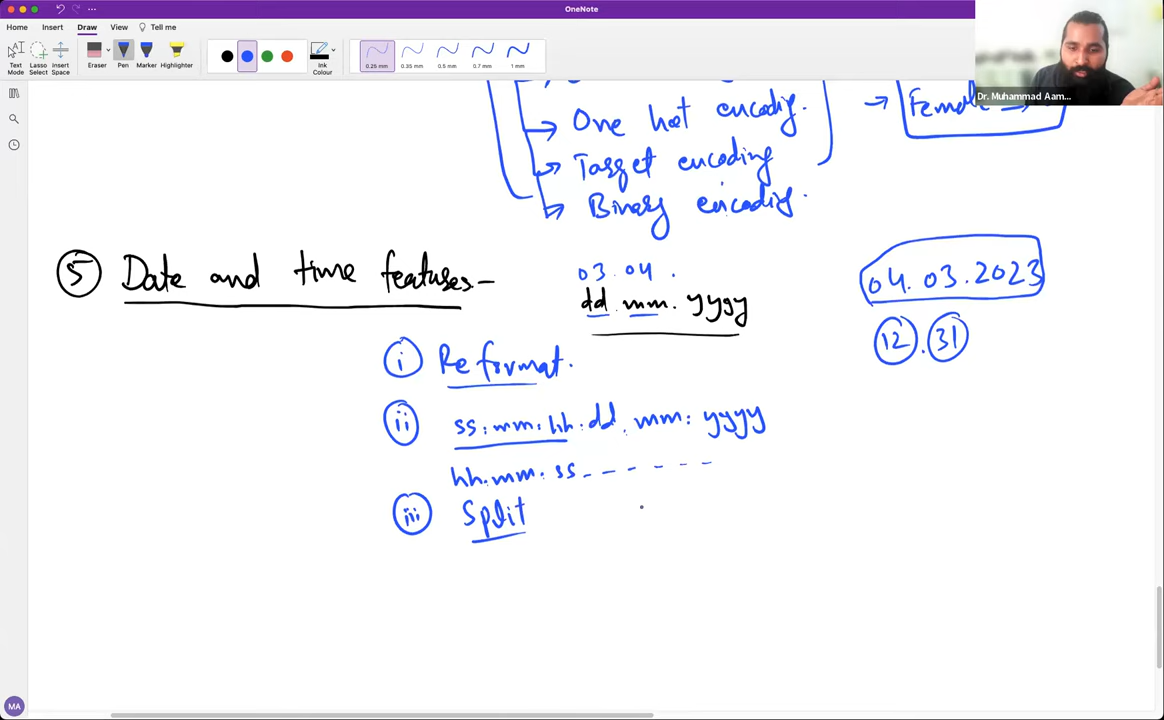 OneNote
Home Insert Draw View Tell me
Text Mode
Lasso Select
Insert Space
Eraser
Pen
Marker
Highlighter
Ink Colour
0.25 mm
0.35 mm
0.5 mm
0.7 mm
1 mm
Dr. Muhammad Aam...
→ One hot encodig.
→ Female →
→ Target encoding
→ Binary encodig.
5 Date and time features-
03.04.
dd.mm.yyyy
04.03.2023
12.31
i Reformat.
ii ss:mm:hh:dd.mm:yyyy
hh.mm:ss------
iii Split
MA